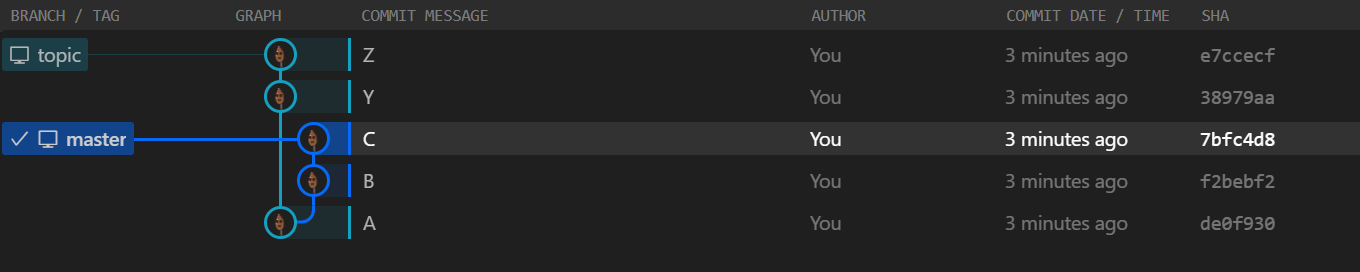 BRANCH / TAG GRAPH COMMIT MESSAGE AUTHOR COMMIT DATE / TIME SHA
topic Z You 3 minutes ago e7ccecf
Y You 3 minutes ago 38979aa
master C You 3 minutes ago 7bfc4d8
B You 3 minutes ago f2bebf2
A You 3 minutes ago de0f930